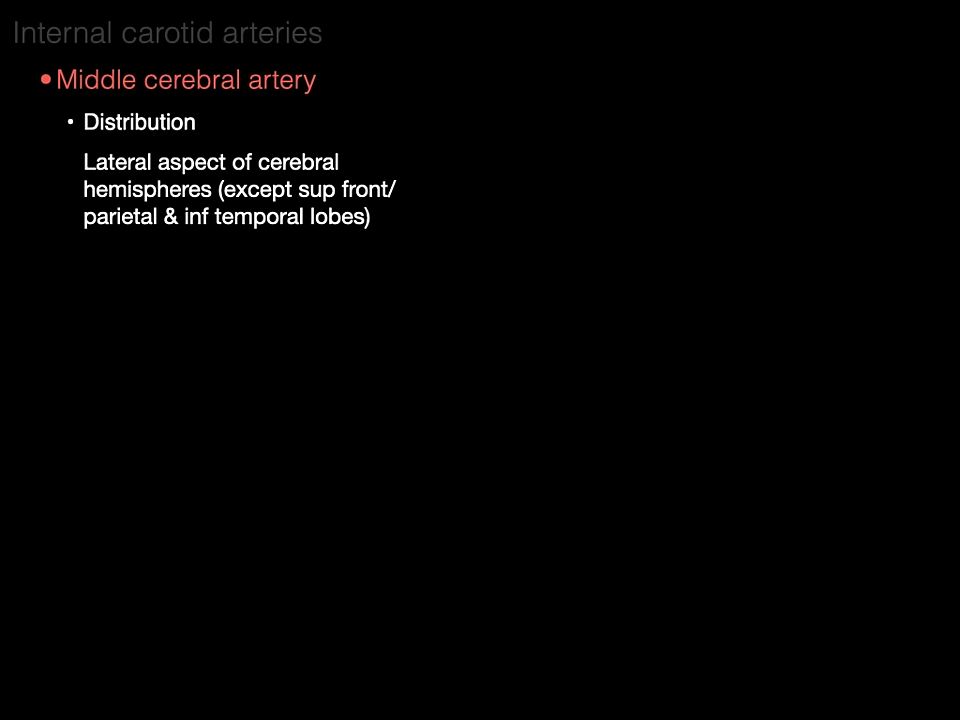 Internal carotid arteries
•Middle cerebral artery
• Distribution
Lateral aspect of cerebral
hemispheres (except sup front/
parietal & inf temporal lobes)